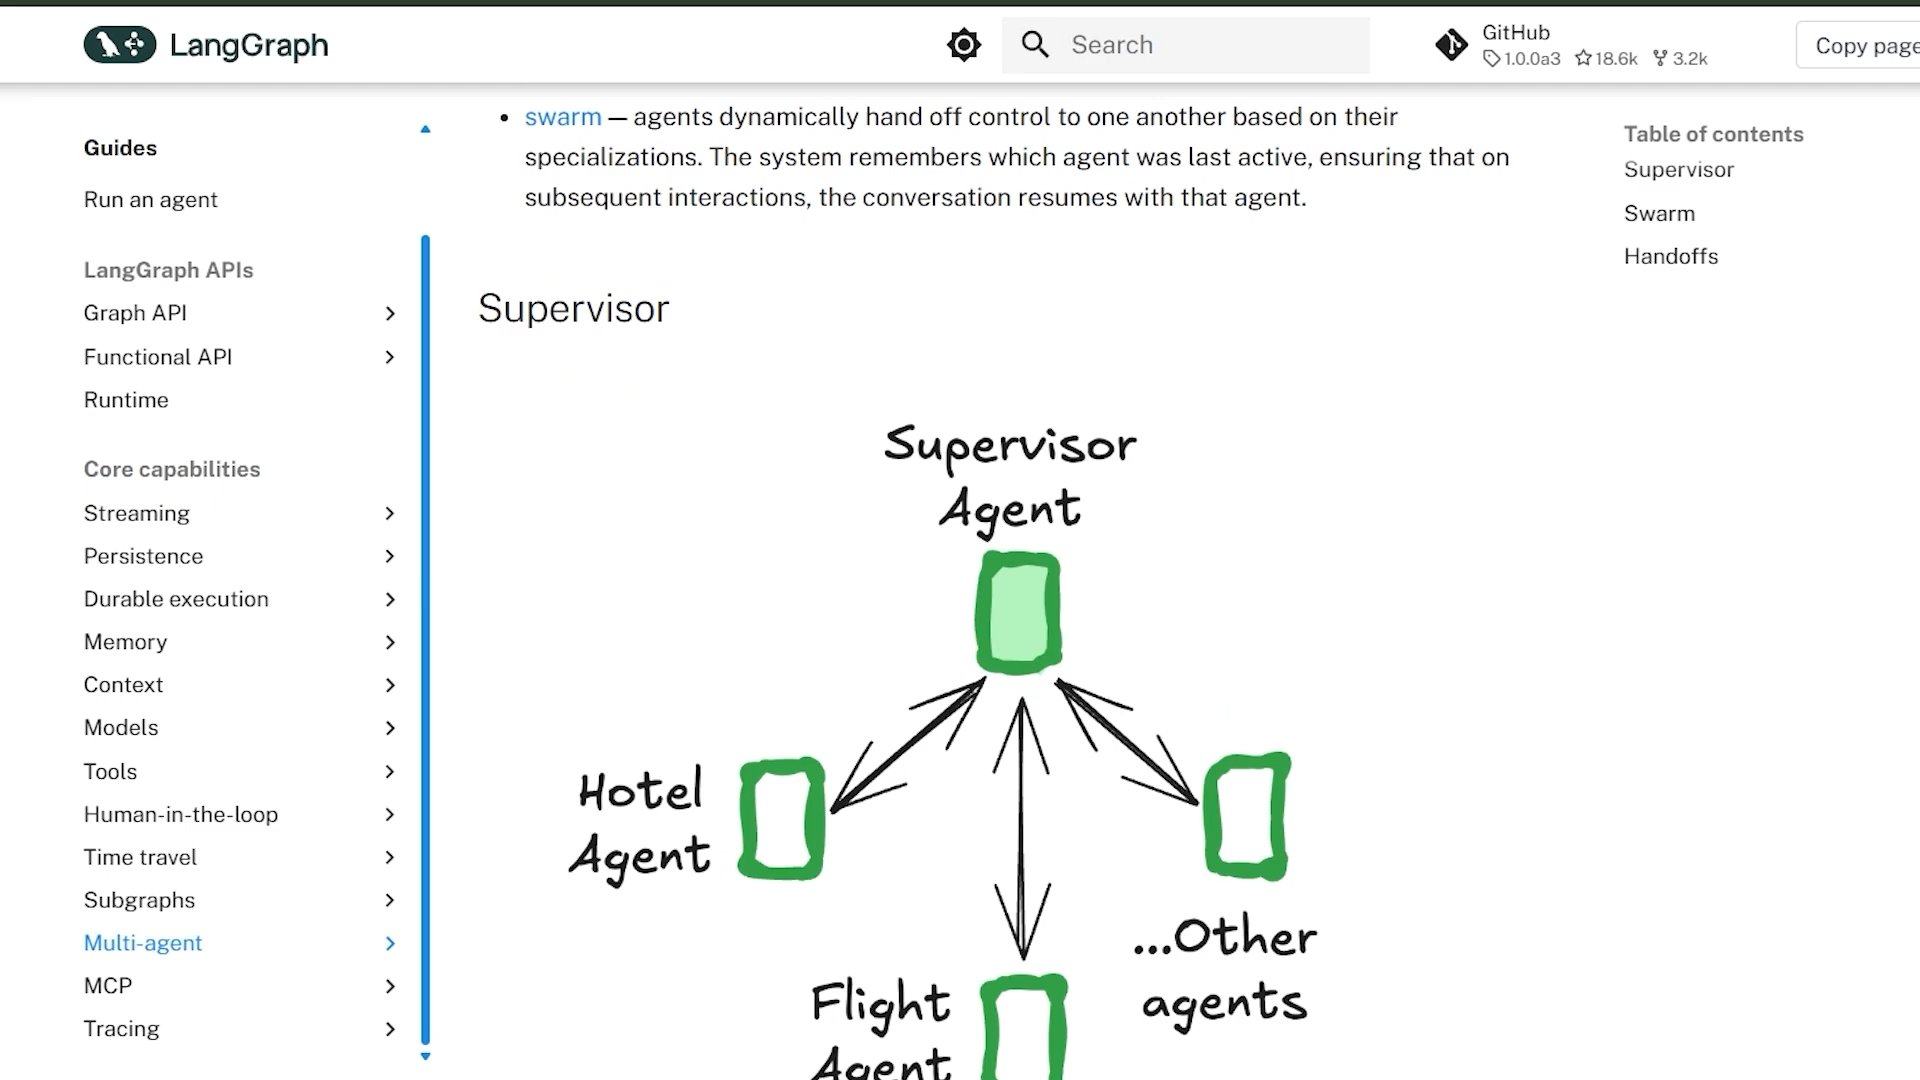 LangGraph
Search
GitHub
1.0.0a3 18.6k 3.2k
Copy page
Guides
Run an agent
LangGraph APIs
Graph API
Functional API
Runtime
Core capabilities
Streaming
Persistence
Durable execution
Memory
Context
Models
Tools
Human-in-the-loop
Time travel
Subgraphs
Multi-agent
MCP
Tracing
swarm — agents dynamically hand off control to one another based on their
specializations. The system remembers which agent was last active, ensuring that on
subsequent interactions, the conversation resumes with that agent.
Supervisor
Supervisor
Agent
Hotel
Agent
Flight
Agent
...Other
agents
Table of contents
Supervisor
Swarm
Handoffs